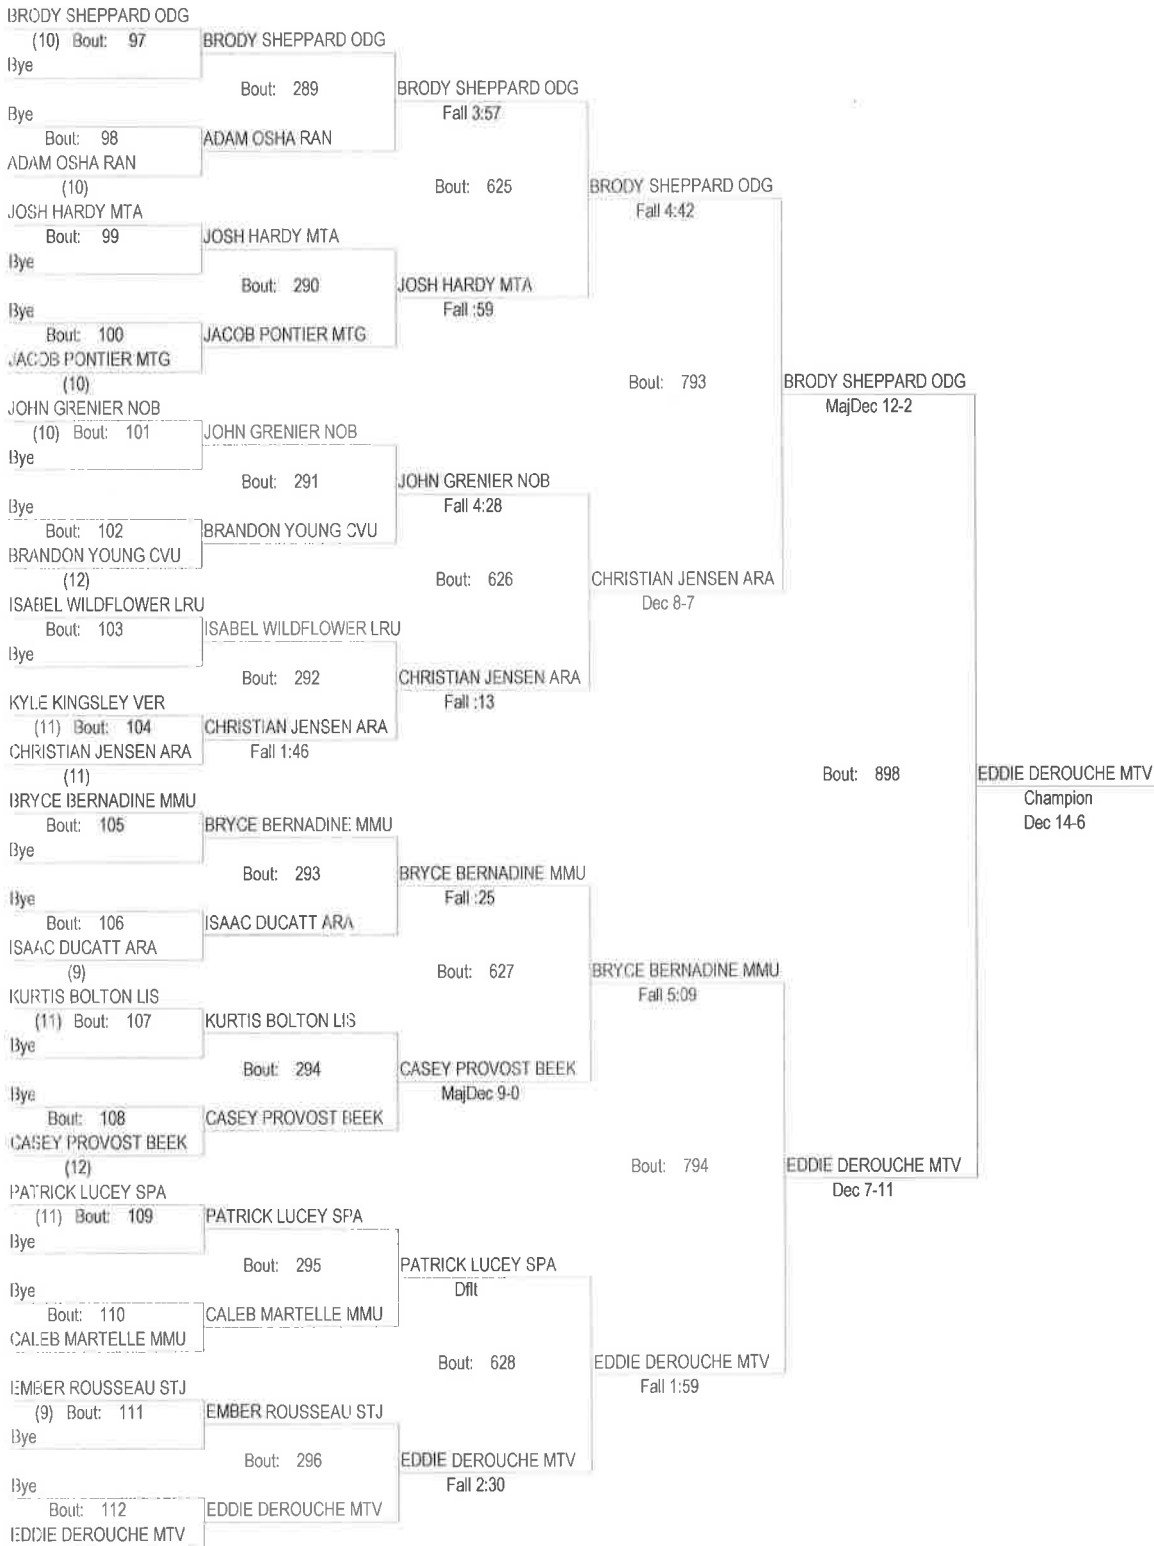 BRODY SHEPPARD ODG
(10) Bout: 97 BRODY SHEPPARD ODG
Bye
Bout: 289 BRODY SHEPPARD ODG
Bye Fall 3:57
Bout: 98 ADAM OSHA RAN
ADAM OSHA RAN
(10) Bout: 625 BRODY SHEPPARD ODG
JOSH HARDY MTA Fall 4:42
Bout: 99 JOSH HARDY MTA
Bye
Bout: 290 JOSH HARDY MTA
Bye Fall :59
Bout: 100 JACOB PONTIER MTG
JACOB PONTIER MTG
(10) Bout: 793 BRODY SHEPPARD ODG
JOHN GRENIER NOB MajDec 12-2
(10) Bout: 101 JOHN GRENIER NOB
Bye
Bout: 291 JOHN GRENIER NOB
Bye Fall 4:28
Bout: 102 BRANDON YOUNG CVU
BRANDON YOUNG CVU
(12) Bout: 626 CHRISTIAN JENSEN ARA
ISABEL WILDFLOWER LRU Dec 8-7
Bout: 103 ISABEL WILDFLOWER LRU
Bye
Bout: 292 CHRISTIAN JENSEN ARA
KYLE KINGSLEY VER Fall :13
(11) Bout: 104 CHRISTIAN JENSEN ARA
CHRISTIAN JENSEN ARA Fall 1:46
(11) Bout: 898 EDDIE DEROUCHE MTV
BRYCE BERNADINE MMU Champion
Bout: 105 BRYCE BERNADINE MMU Dec 14-6
Bye
Bout: 293 BRYCE BERNADINE MMU
Bye Fall :25
Bout: 106 ISAAC DUCATT ARA
ISAAC DUCATT ARA
(9) Bout: 627 BRYCE BERNADINE MMU
KURTIS BOLTON LIS Fall 5:09
(11) Bout: 107 KURTIS BOLTON LIS
Bye
Bout: 294 CASEY PROVOST BEEK
Bye MajDec 9-0
Bout: 108 CASEY PROVOST BEEK
CASEY PROVOST BEEK
(12) Bout: 794 EDDIE DEROUCHE MTV
PATRICK LUCEY SPA Dec 7-11
(11) Bout: 109 PATRICK LUCEY SPA
Bye
Bout: 295 PATRICK LUCEY SPA
Bye Dflt
Bout: 110 CALEB MARTELLE MMU
CALEB MARTELLE MMU
Bout: 628 EDDIE DEROUCHE MTV
EMBER ROUSSEAU STJ Fall 1:59
(9) Bout: 111 EMBER ROUSSEAU STJ
Bye
Bout: 296 EDDIE DEROUCHE MTV
Bye Fall 2:30
Bout: 112 EDDIE DEROUCHE MTV
EDDIE DEROUCHE MTV